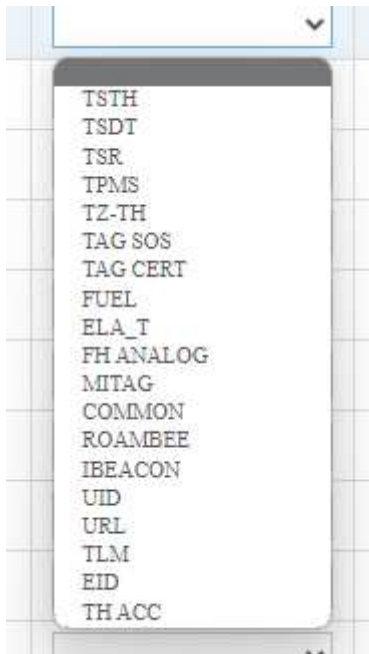 TSTH
TSDT
TSR
TPMS
TZ-TH
TAG SOS
TAG CERT
FUEL
ELA_T
FH ANALOG
MITAG
COMMON
ROAMBEE
IBEACON
UID
URL
TLM
EID
TH ACC